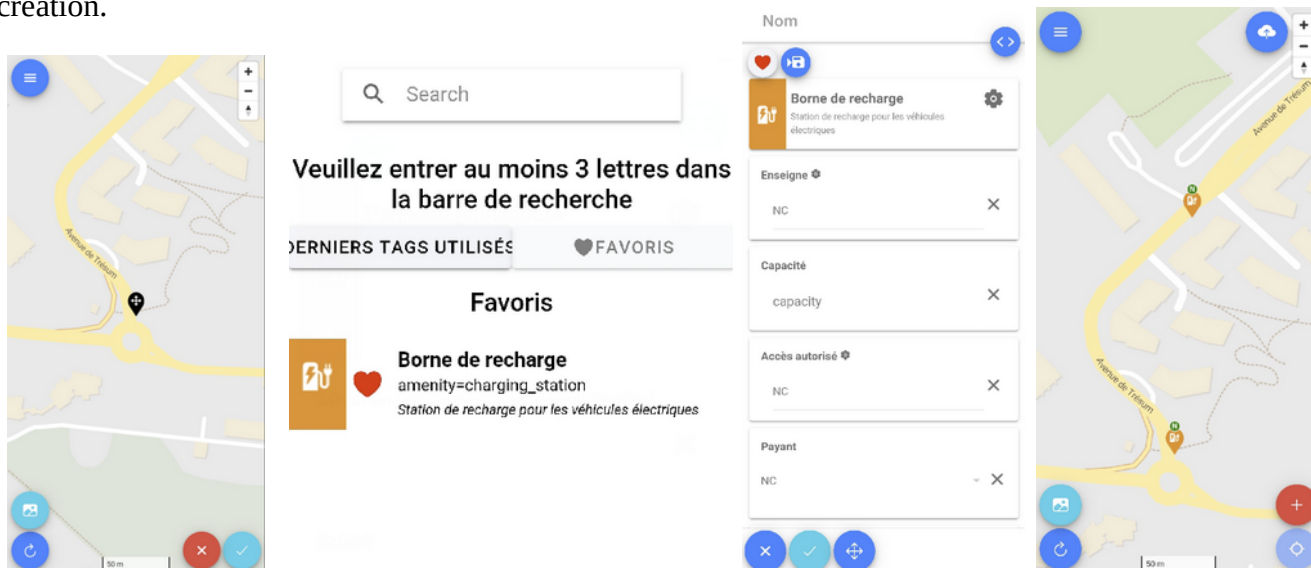 création.
+
-
Avenue de Trésum
50 m
Search
Veuillez entrer au moins 3 lettres dans
la barre de recherche
DERNIERS TAGS UTILISÉS
FAVORIS
Favoris
Borne de recharge
amenity=charging_station
Station de recharge pour les véhicules électriques
Nom
Borne de recharge
Station de recharge pour les véhicules
électriques
Enseigne
NC
Capacité
capacity
Accès autorisé
NC
Payant
NC
+
-
Avenue de Trésum
N
Avenue de Trésum
N
50 m